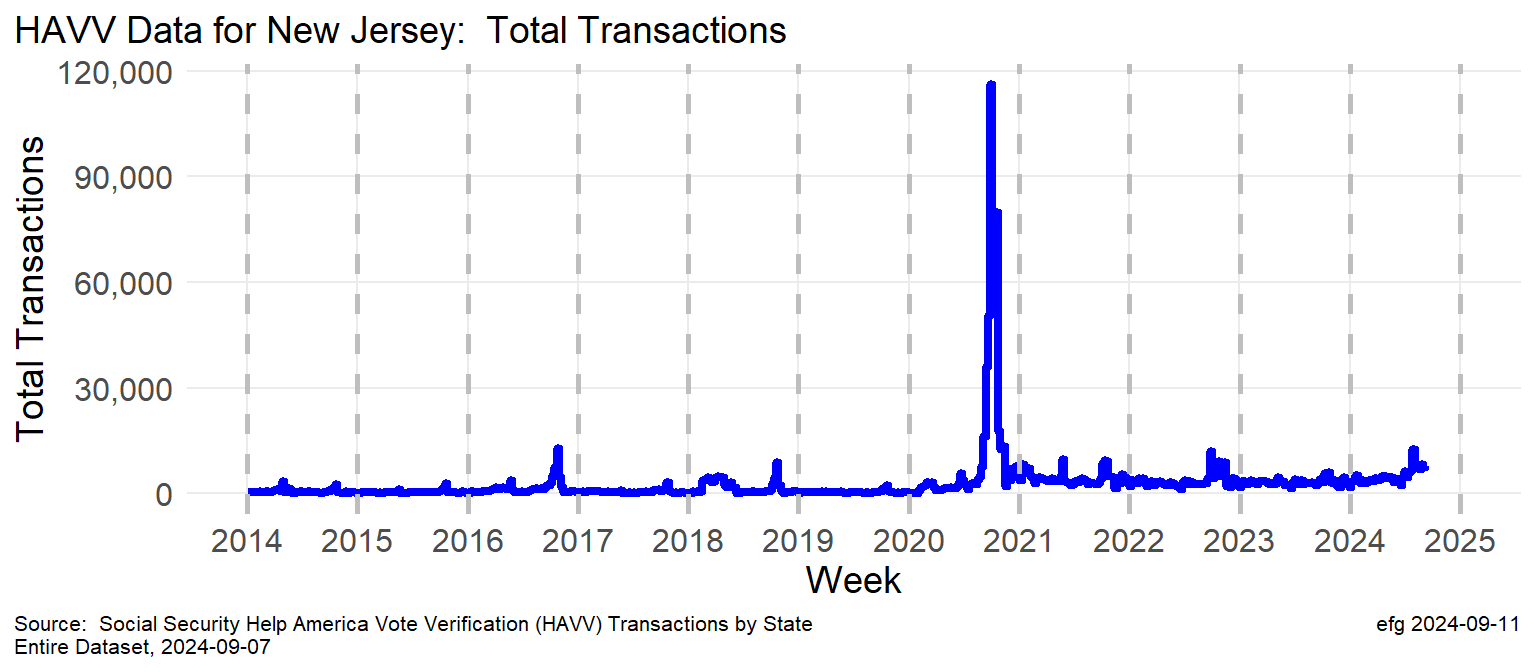 HAVV Data for New Jersey:  Total Transactions
120,000
90,000
60,000
30,000
0
Total Transactions
2014 2015 2016 2017 2018 2019 2020 2021 2022 2023 2024 2025
Week
Source:  Social Security Help America Vote Verification (HAVV) Transactions by State
Entire Dataset, 2024-09-07
efg 2024-09-11